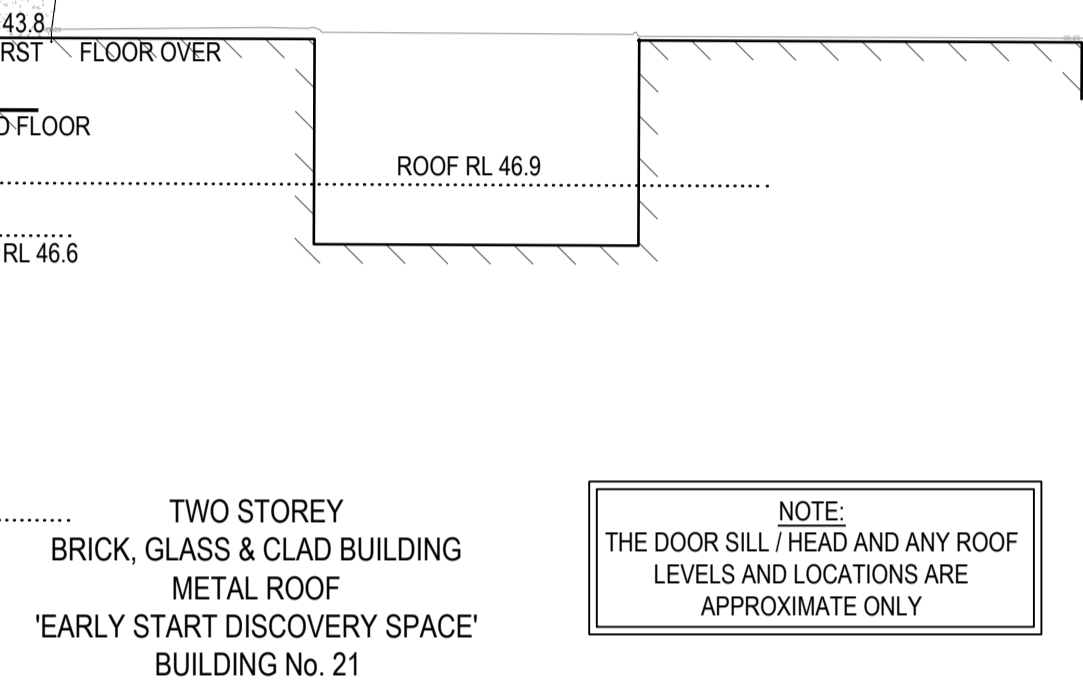 43.8
RST FLOOR OVER
FLOOR
ROOF RL 46.9
RL 46.6
TWO STOREY
BRICK, GLASS & CLAD BUILDING
METAL ROOF
'EARLY START DISCOVERY SPACE'
BUILDING No. 21
NOTE:
THE DOOR SILL / HEAD AND ANY ROOF
LEVELS AND LOCATIONS ARE
APPROXIMATE ONLY